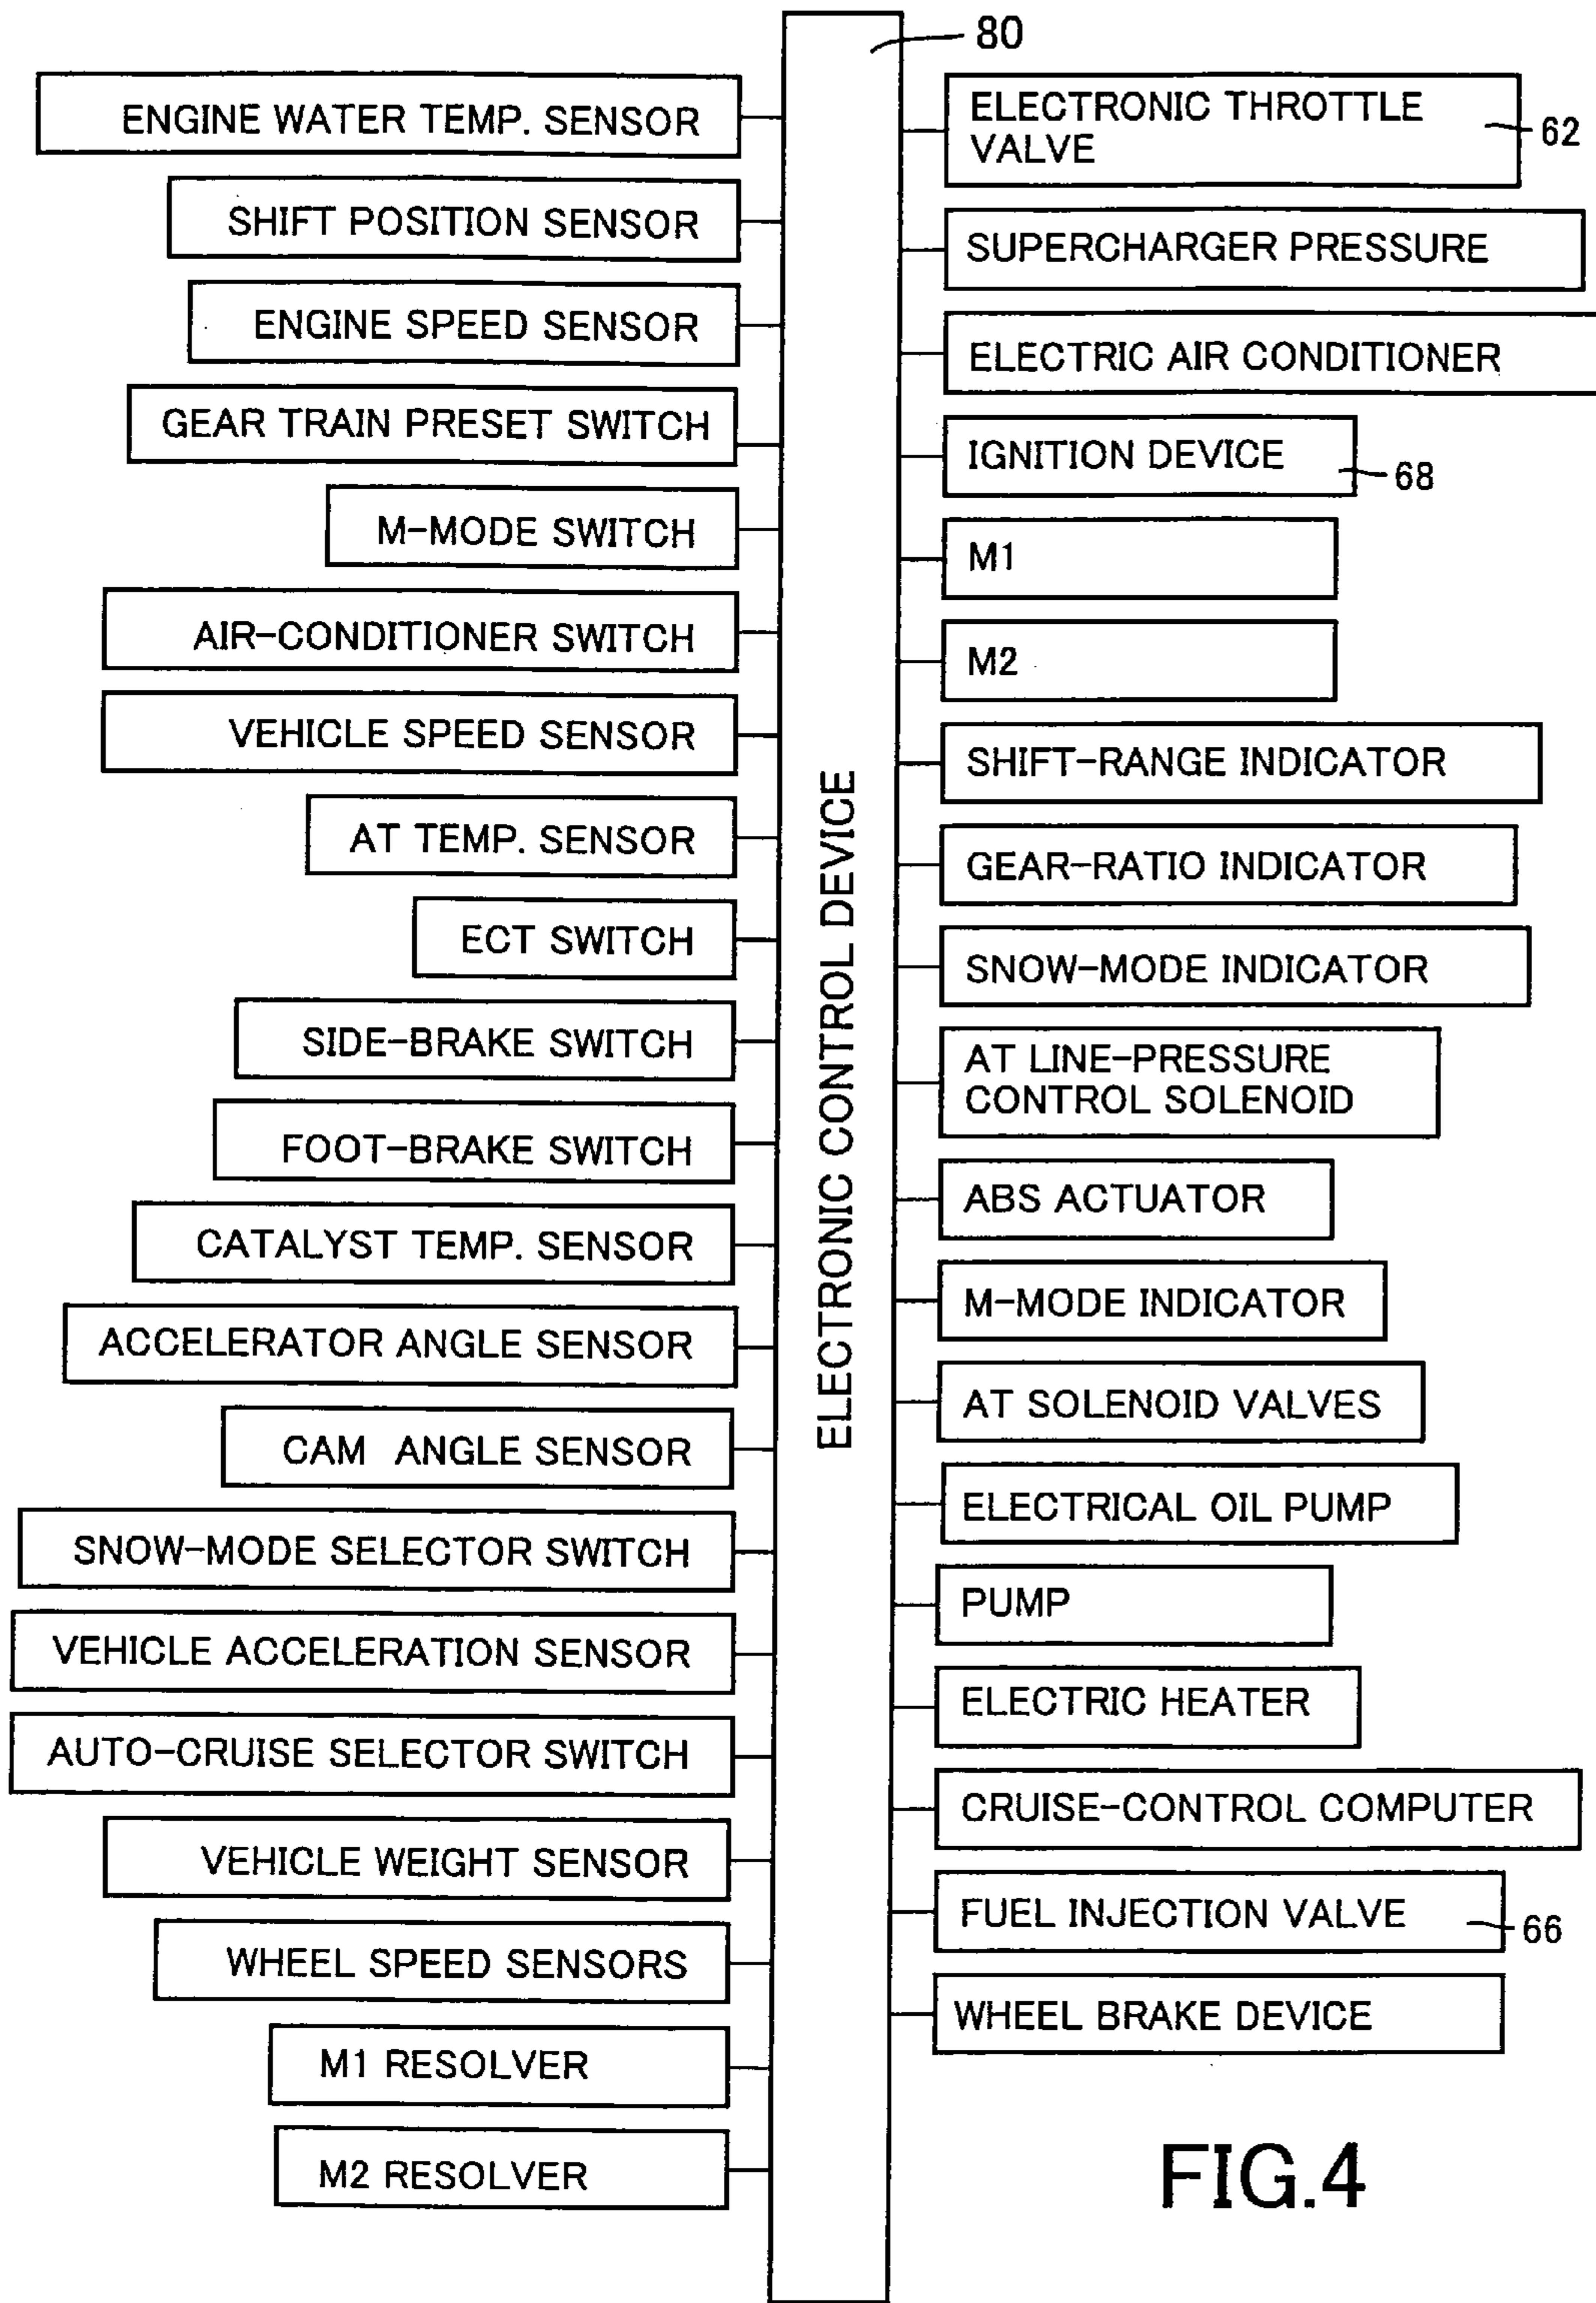 80
ENGINE WATER TEMP. SENSOR
SHIFT POSITION SENSOR
ENGINE SPEED SENSOR
GEAR TRAIN PRESET SWITCH
M-MODE SWITCH
AIR-CONDITIONER SWITCH
VEHICLE SPEED SENSOR
AT TEMP. SENSOR
ECT SWITCH
SIDE-BRAKE SWITCH
FOOT-BRAKE SWITCH
CATALYST TEMP. SENSOR
ACCELERATOR ANGLE SENSOR
CAM ANGLE SENSOR
SNOW-MODE SELECTOR SWITCH
VEHICLE ACCELERATION SENSOR
AUTO-CRUISE SELECTOR SWITCH
VEHICLE WEIGHT SENSOR
WHEEL SPEED SENSORS
M1 RESOLVER
M2 RESOLVER
ELECTRONIC CONTROL DEVICE
ELECTRONIC THROTTLE
VALVE
62
SUPERCHARGER PRESSURE
ELECTRIC AIR CONDITIONER
IGNITION DEVICE
68
M1
M2
SHIFT-RANGE INDICATOR
GEAR-RATIO INDICATOR
SNOW-MODE INDICATOR
AT LINE-PRESSURE
CONTROL SOLENOID
ABS ACTUATOR
M-MODE INDICATOR
AT SOLENOID VALVES
ELECTRICAL OIL PUMP
PUMP
ELECTRIC HEATER
CRUISE-CONTROL COMPUTER
FUEL INJECTION VALVE
66
WHEEL BRAKE DEVICE
FIG.4